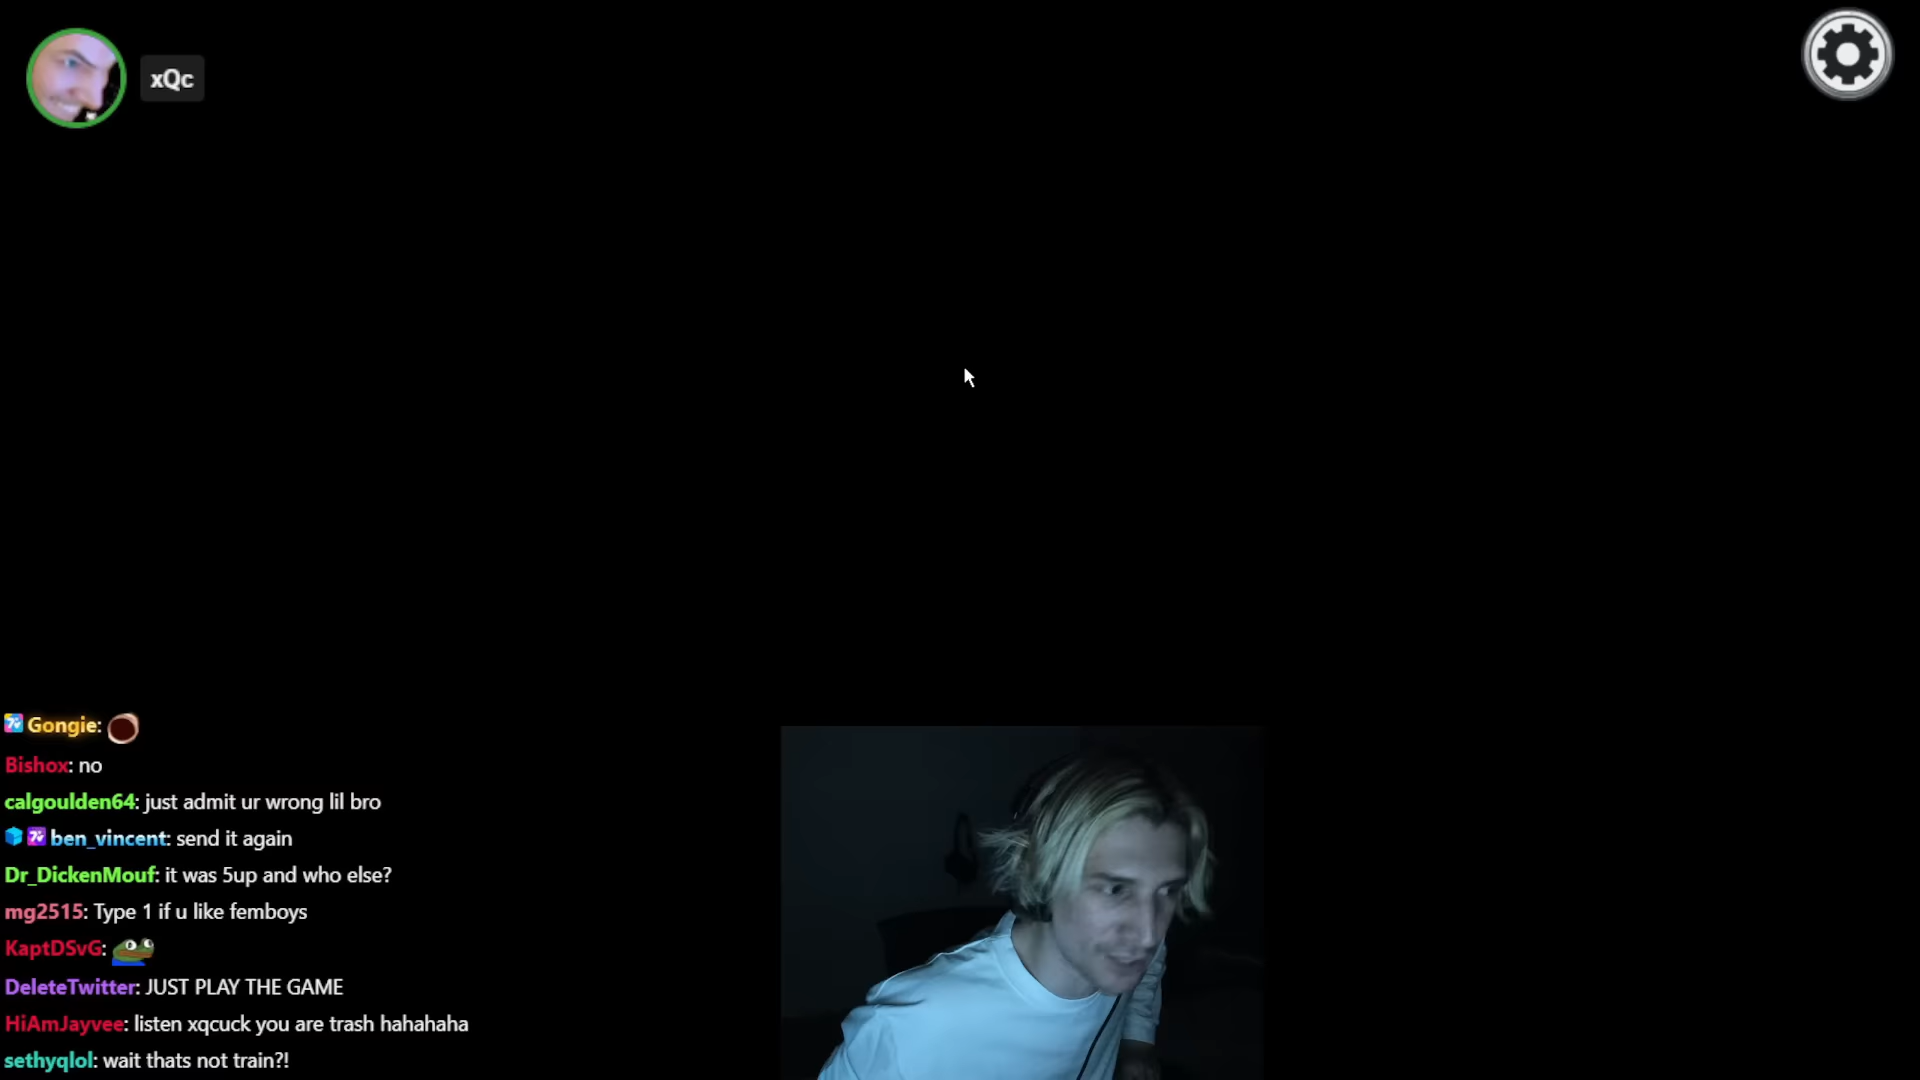 xQc
Gongie:
Bishox: no
calgoulden64: just admit ur wrong lil bro
ben_vincent: send it again
Dr_DickenMouf: it was 5up and who else?
mg2515: Type 1 if u like femboys
KaptDSvG:
DeleteTwitter: JUST PLAY THE GAME
HiAmJayvee: listen xqcuck you are trash hahahaha
sethyqlol: wait thats not train?!